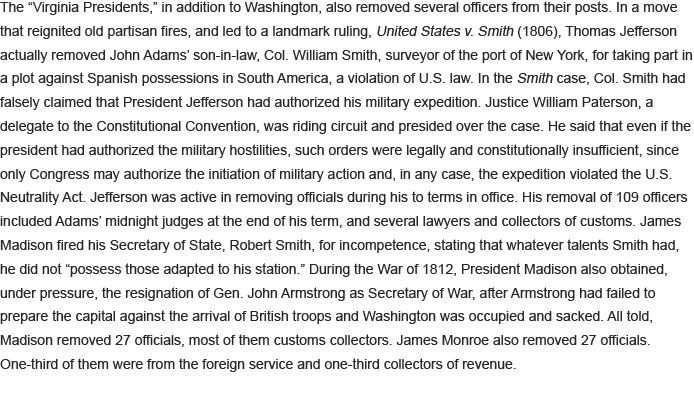 The “Virginia Presidents,” in addition to Washington, also removed several officers from their posts. In a move
that reignited old partisan fires, and led to a landmark ruling, United States v. Smith (1806), Thomas Jefferson
actually removed John Adams’ son-in-law, Col. William Smith, surveyor of the port of New York, for taking part in
a plot against Spanish possessions in South America, a violation of U.S. law. In the Smith case, Col. Smith had
falsely claimed that President Jefferson had authorized his military expedition. Justice William Paterson, a
delegate to the Constitutional Convention, was riding circuit and presided over the case. He said that even if the
president had authorized the military hostilities, such orders were legally and constitutionally insufficient, since
only Congress may authorize the initiation of military action and, in any case, the expedition violated the U.S.
Neutrality Act. Jefferson was active in removing officials during his to terms in office. His removal of 109 officers
included Adams’ midnight judges at the end of his term, and several lawyers and collectors of customs. James
Madison fired his Secretary of State, Robert Smith, for incompetence, stating that whatever talents Smith had,
he did not “possess those adapted to his station.” During the War of 1812, President Madison also obtained,
under pressure, the resignation of Gen. John Armstrong as Secretary of War, after Armstrong had failed to
prepare the capital against the arrival of British troops and Washington was occupied and sacked. All told,
Madison removed 27 officials, most of them customs collectors. James Monroe also removed 27 officials.
One-third of them were from the foreign service and one-third collectors of revenue.